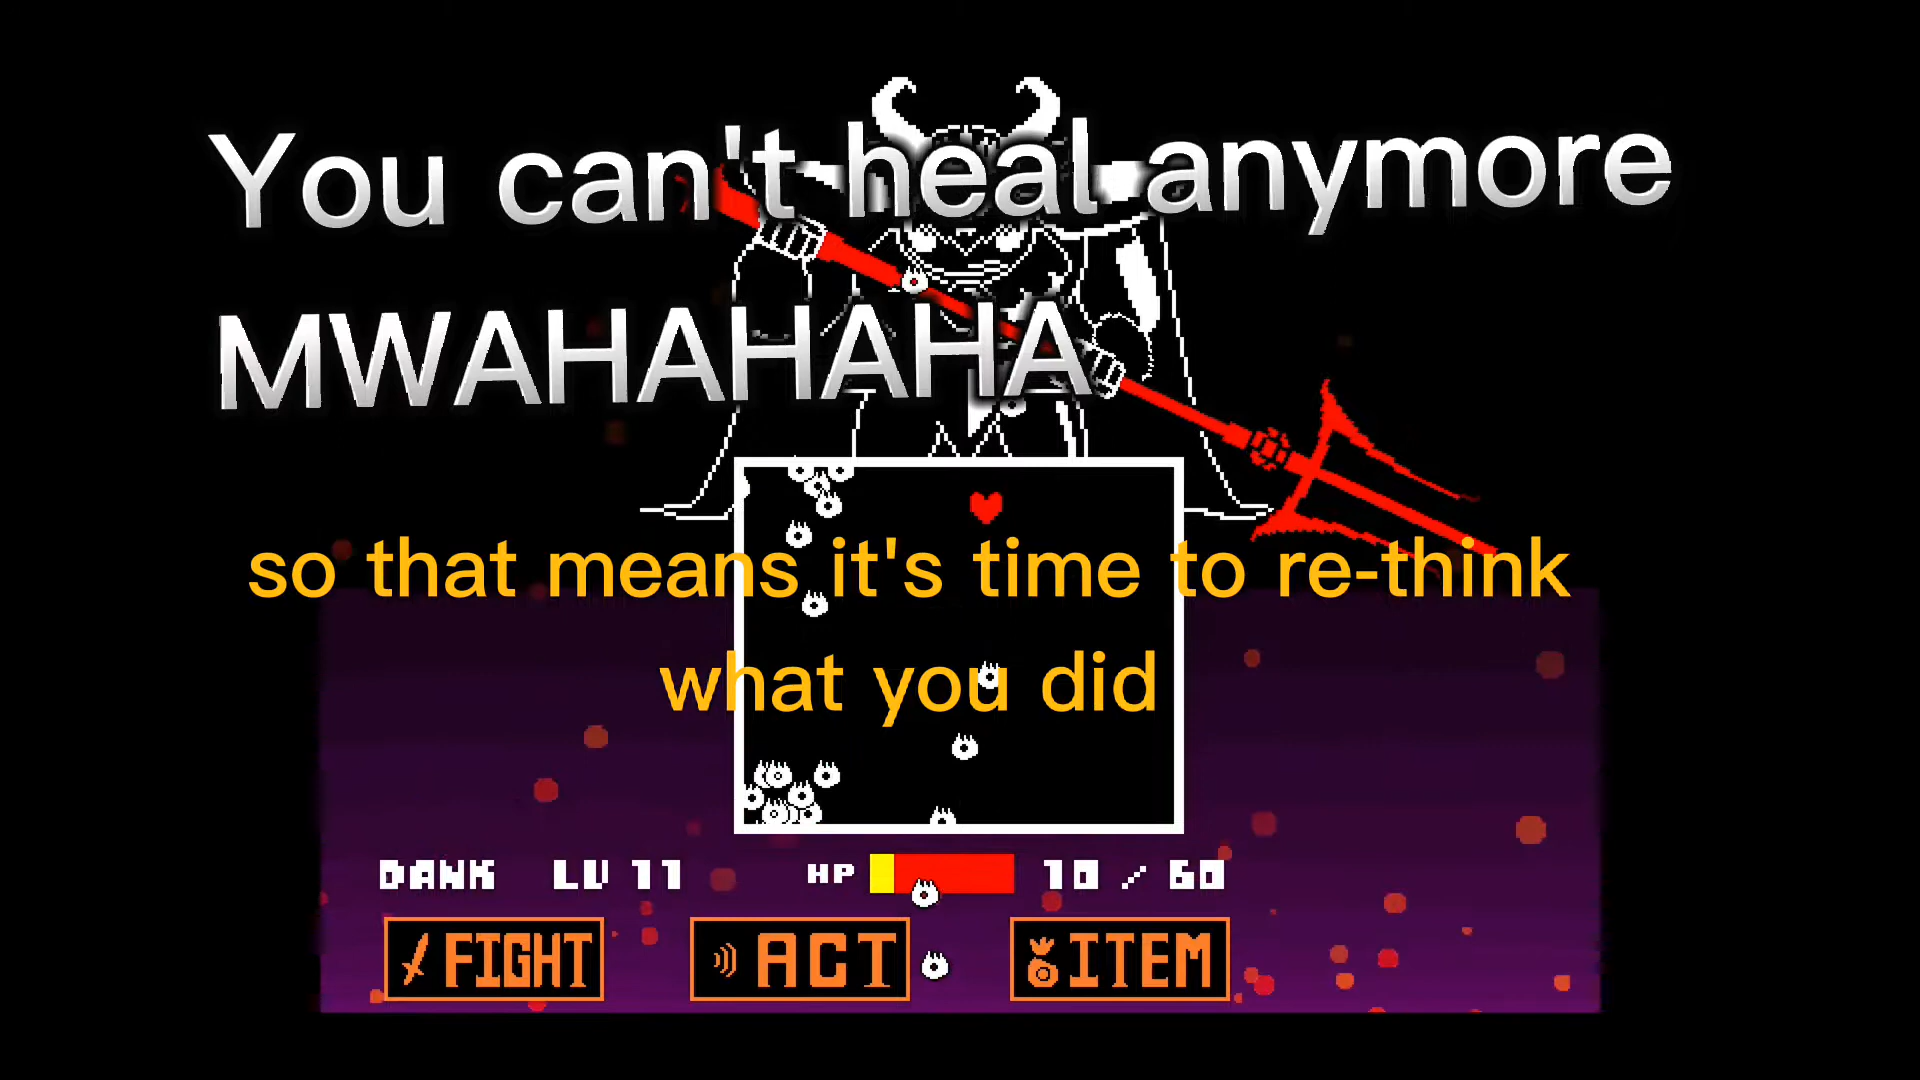 You can't heal anymore
MWAHAHAHA
so that means it's time to re-think
what you did
DANK LV 11 HP 10 / 60
FIGHT ACT ITEM